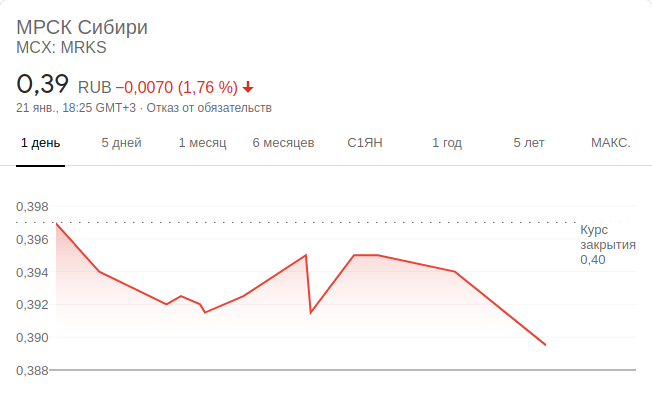 МРСК Сибири
MCX: MRKS
0,39 RUB −0,0070 (1,76 %)
21 янв., 18:25 GMT+3 · Отказ от обязательств
1 день 5 дней 1 месяц 6 месяцев С1ЯН 1 год 5 лет МАКС.
0,398
0,396
0,394
0,392
0,390
0,388
Курс
закрытия
0,40